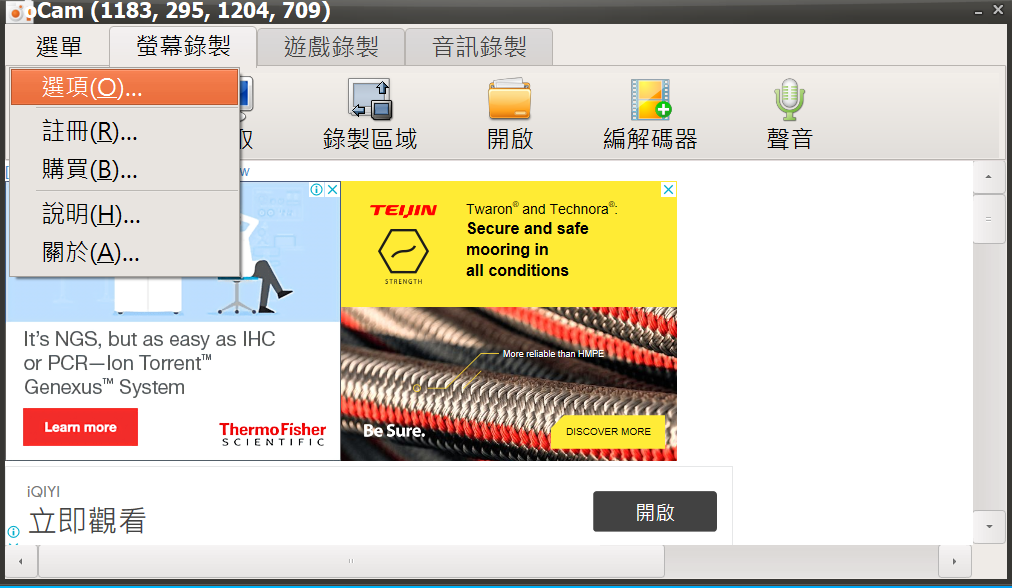 oCam (1183, 295, 1204, 709)
選單 螢幕錄製 遊戲錄製 音訊錄製
選項(O)...
註冊(R)...
購買(B)...
說明(H)...
關於(A)...
取 錄製區域 開啟 編解碼器 聲音
TEIJIN
STRENGTH
Twaron® and Technora®:
Secure and safe
mooring in
all conditions
More reliable than HMPE
Be Sure.
DISCOVER MORE
It's NGS, but as easy as IHC
or PCR—Ion Torrent™
Genexus™ System
Learn more
ThermoFisher
SCIENTIFIC
iQIYI
立即觀看
開啟